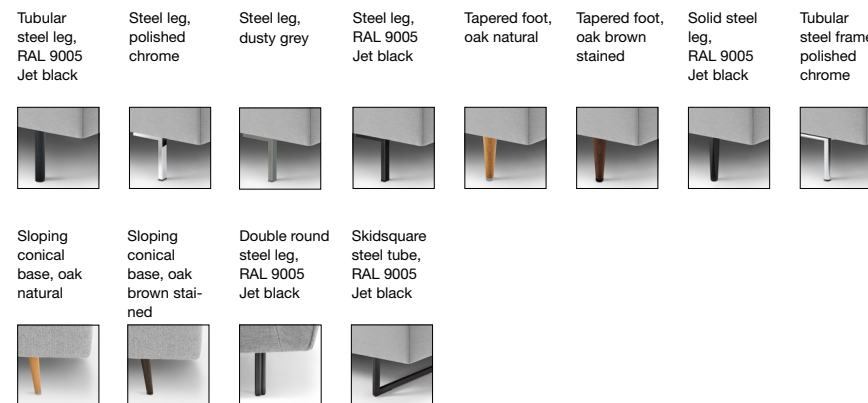 Tubular
steel leg,
RAL 9005
Jet black
Steel leg,
polished
chrome
Steel leg,
dusty grey
Steel leg,
RAL 9005
Jet black
Tapered foot,
oak natural
Tapered foot,
oak brown
stained
Solid steel
leg,
RAL 9005
Jet black
Tubular
steel frame
polished
chrome
Sloping
conical
base, oak
natural
Sloping
conical
base, oak
brown stai-
ned
Double round
steel leg,
RAL 9005
Jet black
Skidsquare
steel tube,
RAL 9005
Jet black